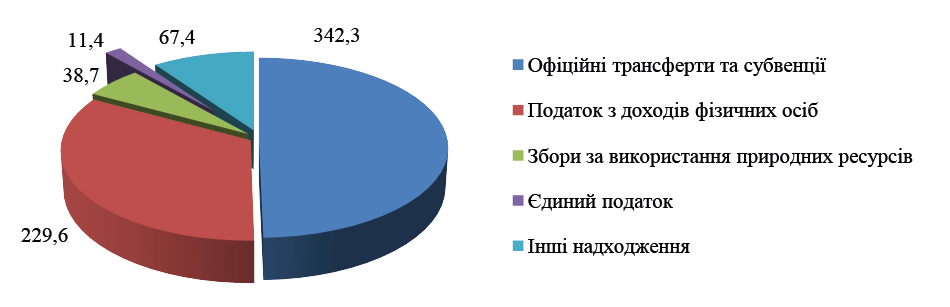 67,4
342,3
11,4
38,7
229,6
Офіційні трансферти та субвенції
Податок з доходів фізичних осіб
Збори за використання природних ресурсів
Єдиний податок
Інші надходження